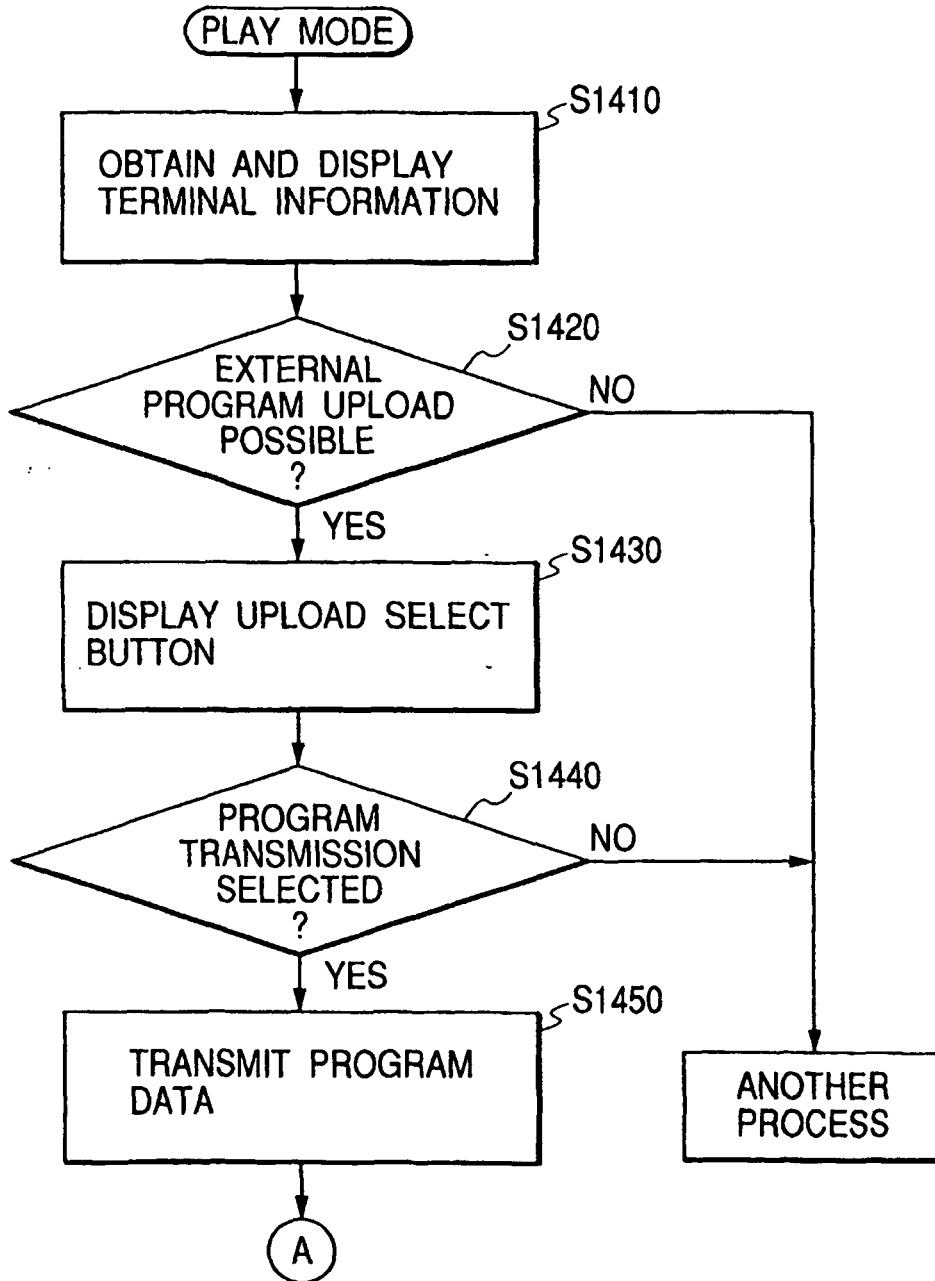 PLAY MODE
S1410
OBTAIN AND DISPLAY
TERMINAL INFORMATION
S1420
EXTERNAL
PROGRAM UPLOAD
POSSIBLE
?
NO
YES
S1430
DISPLAY UPLOAD SELECT
BUTTON
S1440
PROGRAM
TRANSMISSION
SELECTED
?
NO
YES
S1450
TRANSMIT PROGRAM
DATA
ANOTHER
PROCESS
A